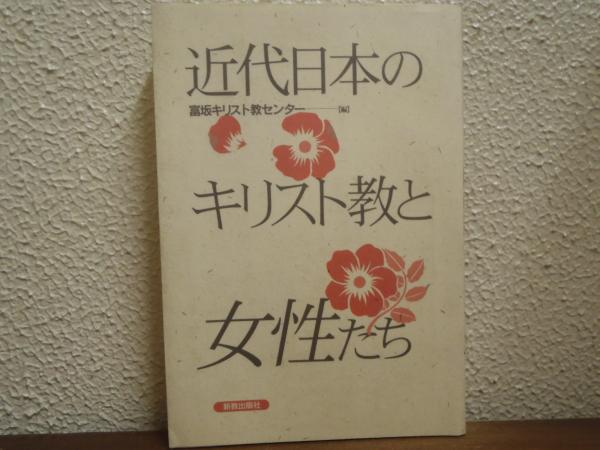 近代日本の
富坂キリスト教センター――[編]
キリスト教と
女性たち
新教出版社